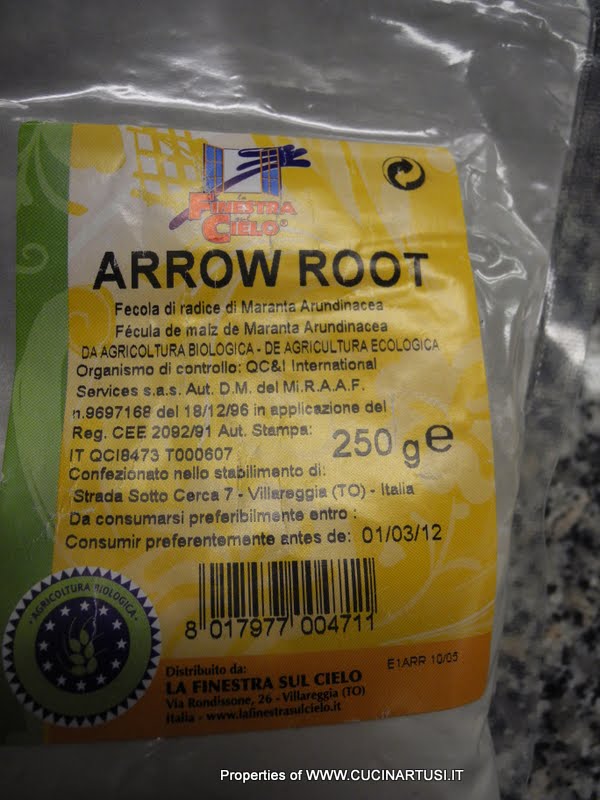 La
FINESTRA
SUL
CIELO®
ARROW ROOT
Fecola di radice di Maranta Arundinacea
Fécula de maíz de Maranta Arundinacea
DA AGRICOLTURA BIOLOGICA - DE AGRICULTURA ECOLOGICA
Organismo di controllo: QC&I International
Services s.a.s. Aut. D.M. del Mi.R.A.A.F.
n.9697168 del 18/12/96 in applicazione del
Reg. CEE 2092/91 Aut. Stampa:
IT QCI8473 T000607
250 g e
Confezionato nello stabilimento di:
Strada Sotto Cerca 7 - Villareggia (TO) - Italia
Da consumarsi preferibilmente entro :
Consumir preferentemente antes de: 01/03/12
8 017977 004711
AGRICOLTURA BIOLOGICA
E1ARR 10/05
Distribuito da:
LA FINESTRA SUL CIELO
Via Rondissone, 26 - Villareggia (TO)
Italia - www.lafinestrasulcielo.it
Properties of WWW.CUCINARTUSI.IT